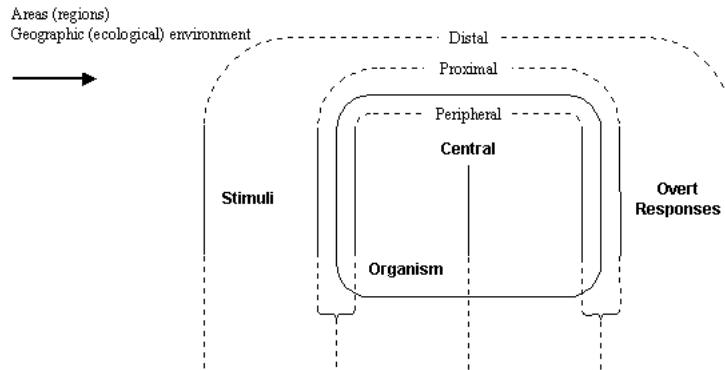 Areas (regions)
Geographic (ecological) environment
Distal
Proximal
Peripheral
Central
Stimuli
Overt
Responses
Organism